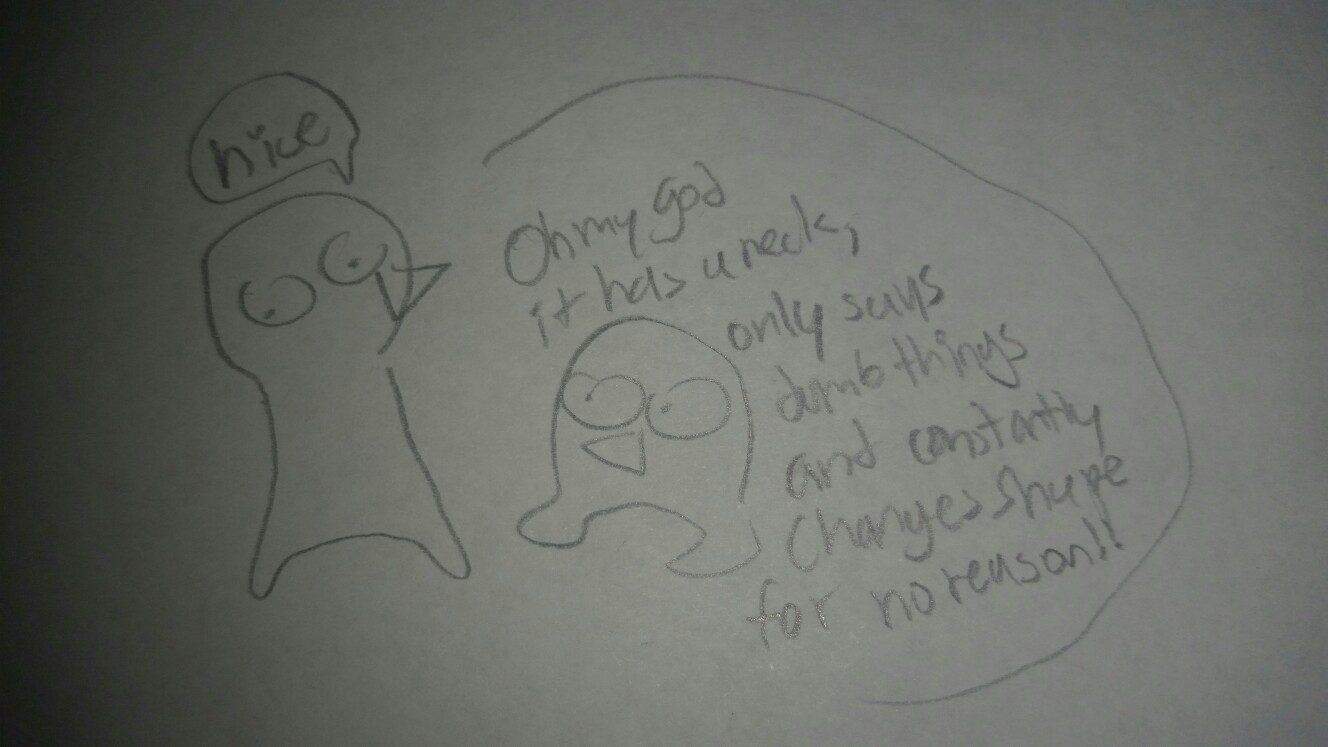 nice
Oh my god
it has a neck,
only says
dumb things
and constantly
changes shape
for no reason!!